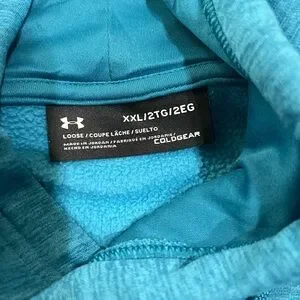 XXL/2TG/2EG
LOOSE / COUPE LÂCHE / SUELTO
MADE IN JORDAN / FABRIQUÉ EN JORDANIE /
HECHO EN JORDANIA
COLDGEAR